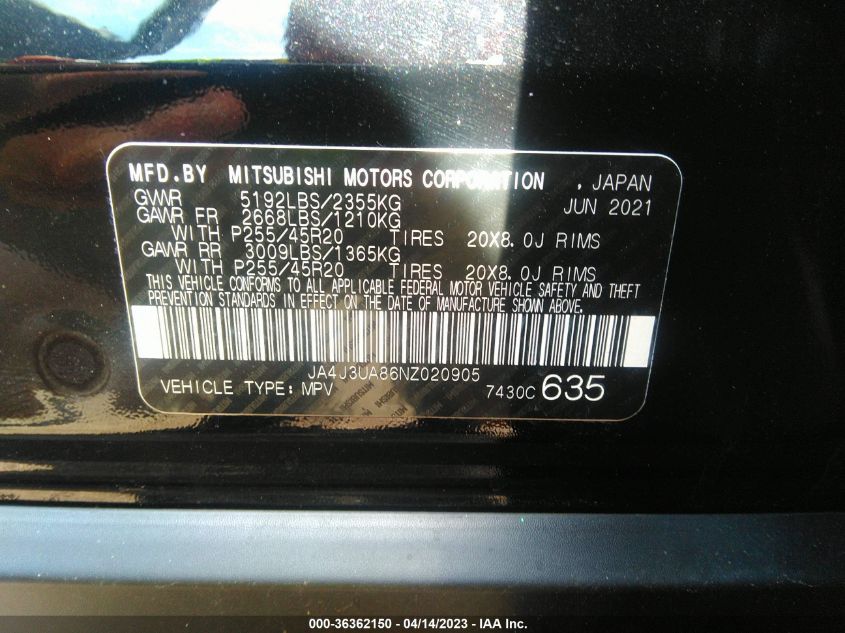 MFD.BY MITSUBISHI MOTORS CORPORATION , JAPAN
GVWR 5192LBS/2355KG JUN 2021
GAWR FR 2668LBS/1210KG
WITH P255/45R20 TIRES 20X8.0J RIMS
GAWR RR 3009LBS/1365KG
WITH P255/45R20 TIRES 20X8.0J RIMS
THIS VEHICLE CONFORMS TO ALL APPLICABLE FEDERAL MOTOR VEHICLE SAFETY AND THEFT
PREVENTION STANDARDS IN EFFECT ON THE DATE OF MANUFACTURE SHOWN ABOVE.
JA4J3UA86NZ020905
VEHICLE TYPE: MPV 7430C 635
000-36362150 - 04/14/2023 - IAA Inc.